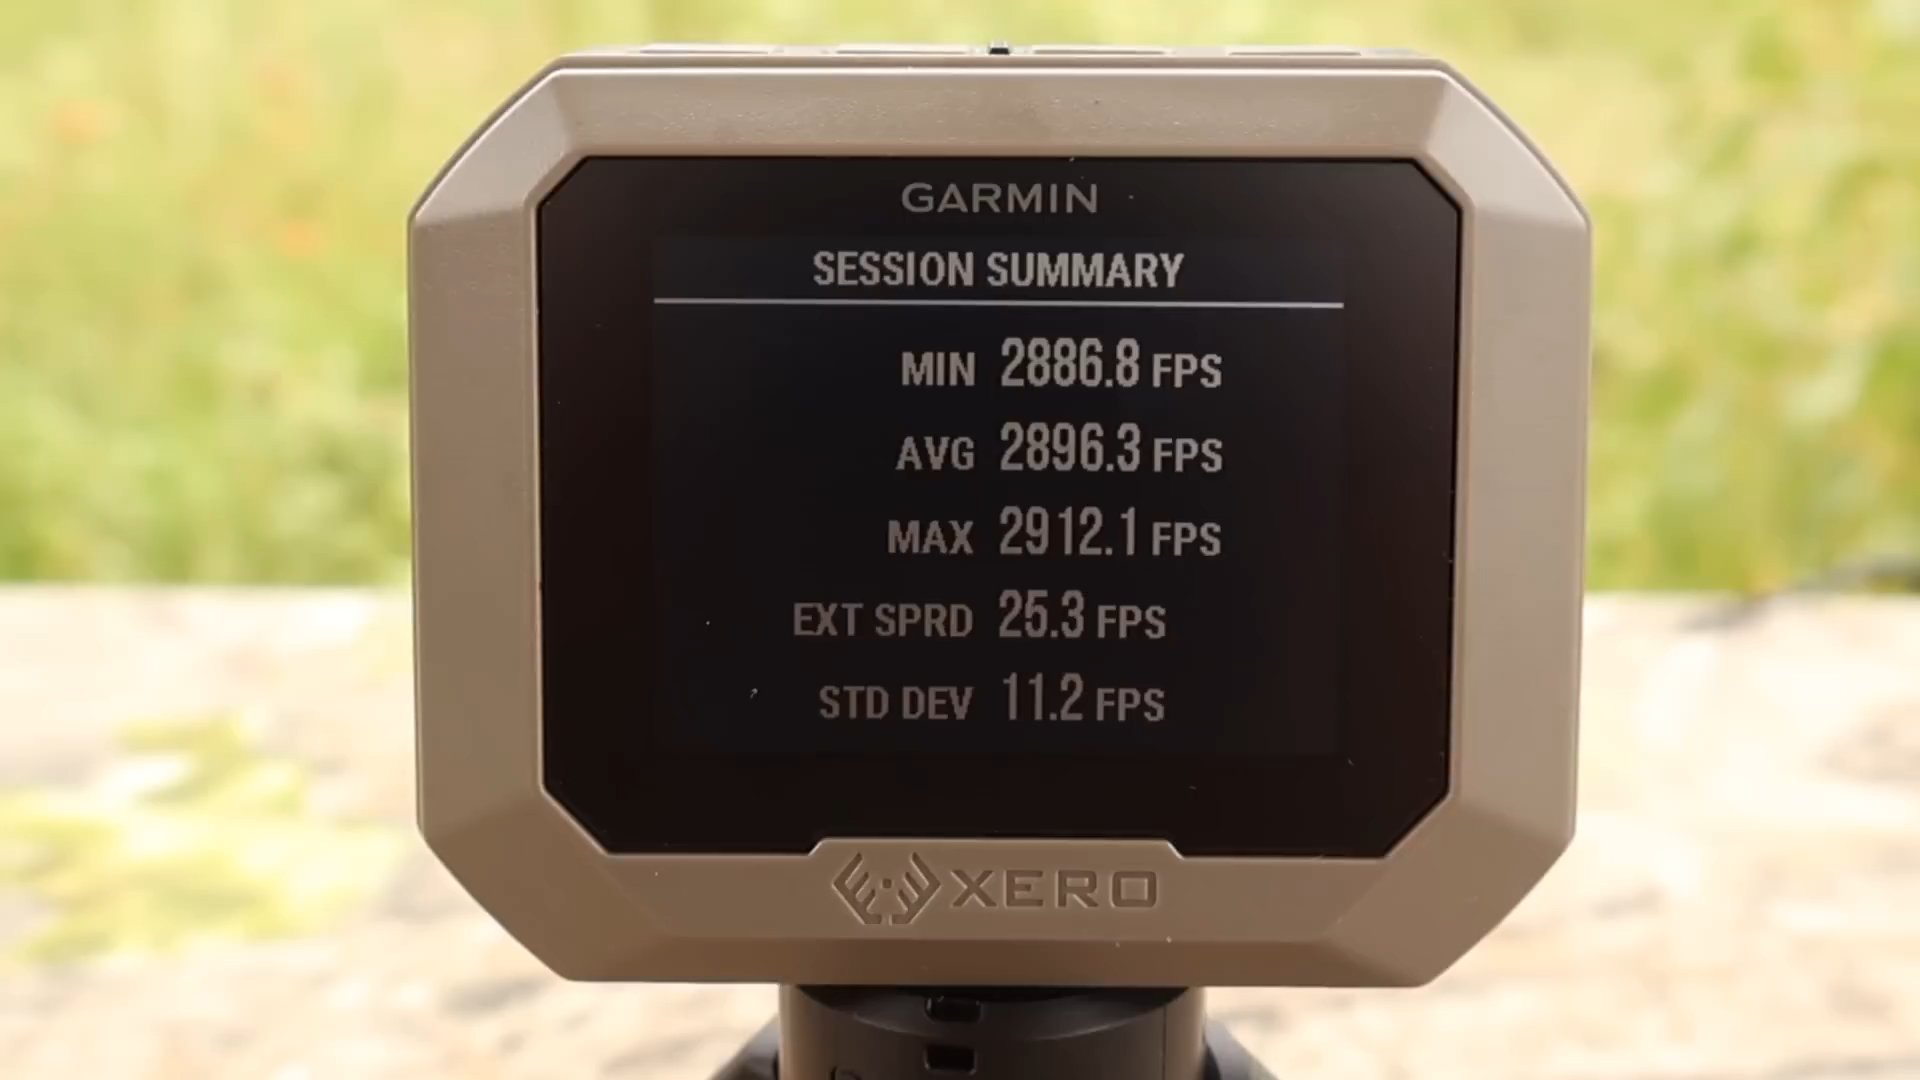 GARMIN
SESSION SUMMARY
MIN 2886.8 FPS
AVG 2896.3 FPS
MAX 2912.1 FPS
EXT SPRD 25.3 FPS
STD DEV 11.2 FPS
XERO